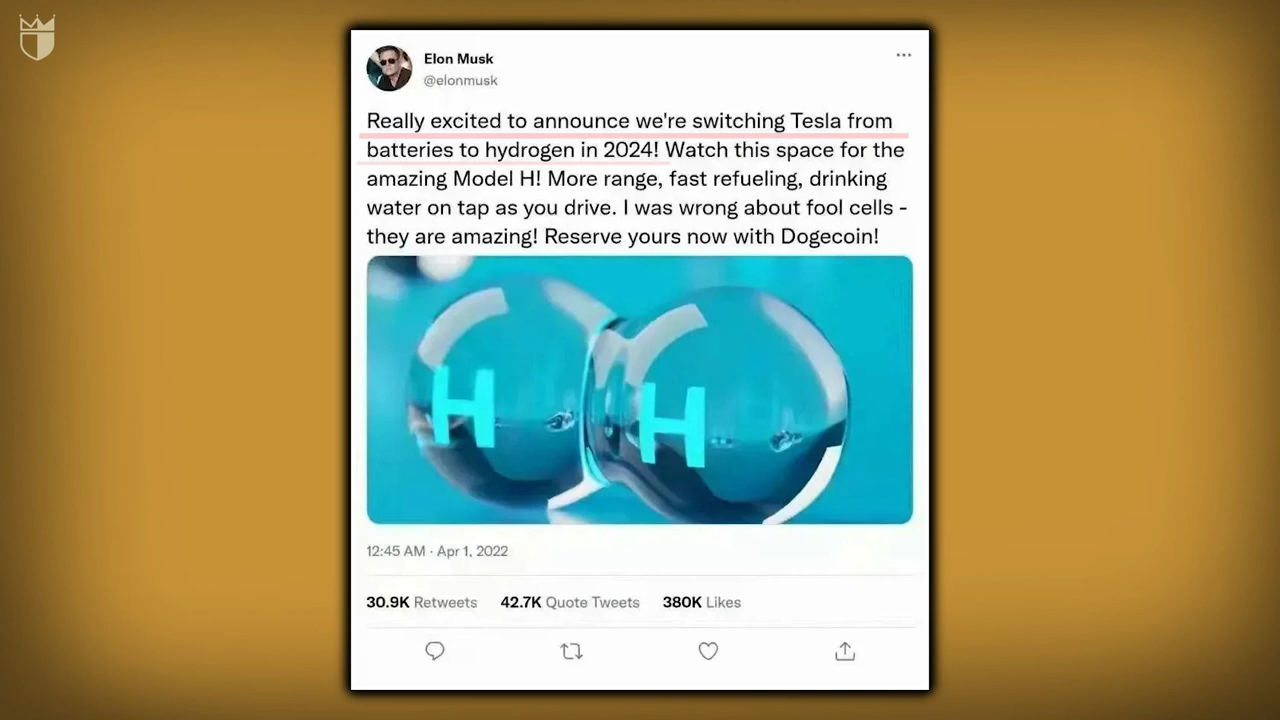 Elon Musk
@elonmusk
Really excited to announce we're switching Tesla from
batteries to hydrogen in 2024! Watch this space for the
amazing Model H! More range, fast refueling, drinking
water on tap as you drive. I was wrong about fool cells -
they are amazing! Reserve yours now with Dogecoin!
H H
12:45 AM · Apr 1, 2022
30.9K Retweets 42.7K Quote Tweets 380K Likes